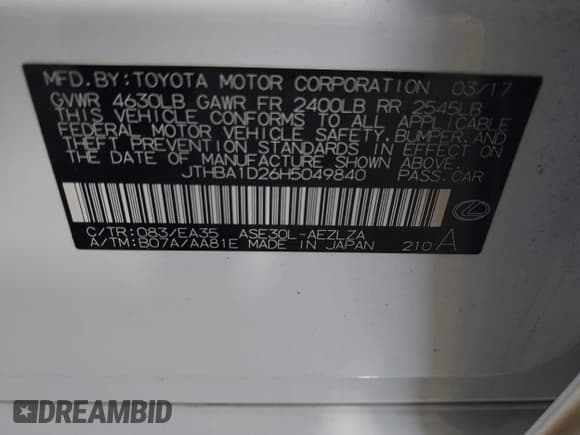 MFD. BY: TOYOTA MOTOR CORPORATION 03/17
GVWR 4630LB GAWR FR 2400LB RR 2545LB
THIS VEHICLE CONFORMS TO ALL APPLICABLE
FEDERAL MOTOR VEHICLE SAFETY, BUMPER, AND
THEFT PREVENTION STANDARDS IN EFFECT ON
THE DATE OF MANUFACTURE SHOWN ABOVE.
JTHBA1D26H5049840 PASS.CAR
C/TR: 083/EA35 ASE30L-AEZLZA
A/TM: B07A/AA81E MADE IN JAPAN 210 A
DREAMBID